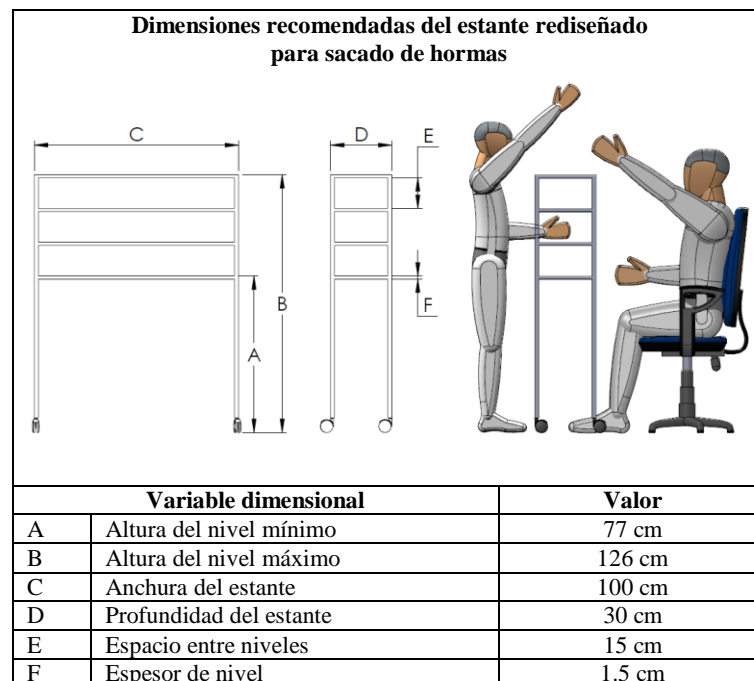 Dimensiones recomendadas del estante rediseñado
para sacado de hormas
C
D
E
B
F
A
Variable dimensional Valor
A Altura del nivel mínimo 77 cm
B Altura del nivel máximo 126 cm
C Anchura del estante 100 cm
D Profundidad del estante 30 cm
E Espacio entre niveles 15 cm
F Espesor de nivel 1.5 cm